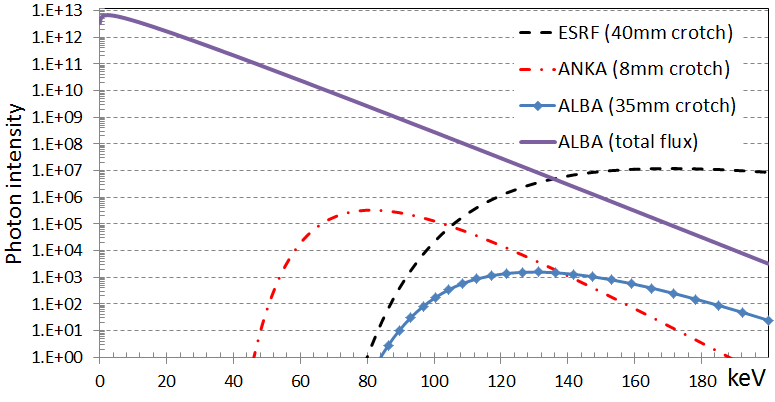 1.E+13
1.E+12
1.E+11
1.E+10
1.E+09
1.E+08
1.E+07
1.E+06
1.E+05
1.E+04
1.E+03
1.E+02
1.E+01
1.E+00
Photon intensity
ESRF (40mm crotch)
ANKA (8mm crotch)
ALBA (35mm crotch)
ALBA (total flux)
0 20 40 60 80 100 120 140 160 180 keV